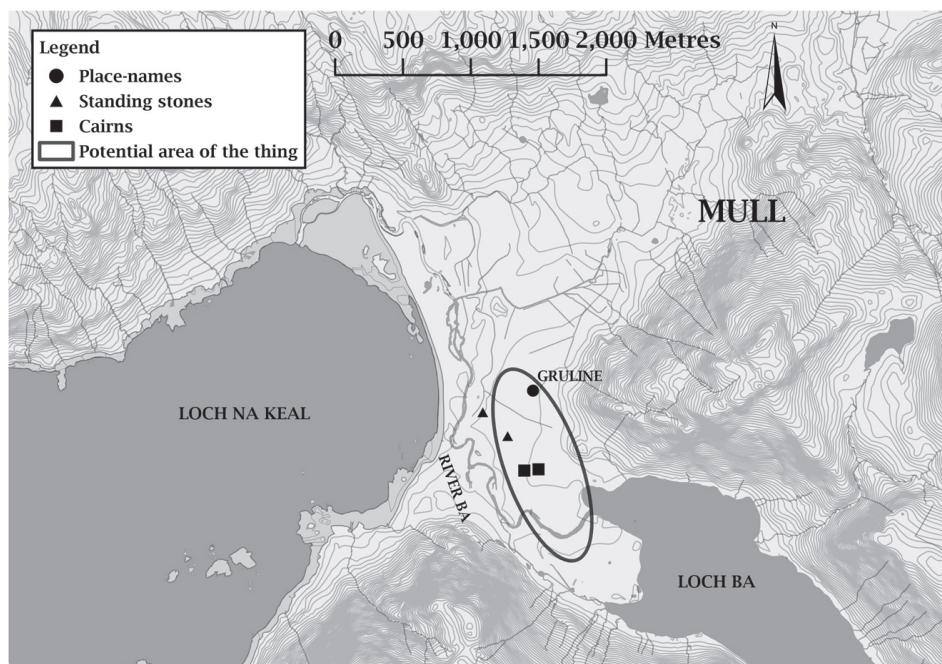 Legend
Place-names
Standing stones
Cairns
Potential area of the thing
0 500 1,000 1,500 2,000 Metres
N
MULL
GRULINE
LOCH NA KEAL
RIVER BA
LOCH BA